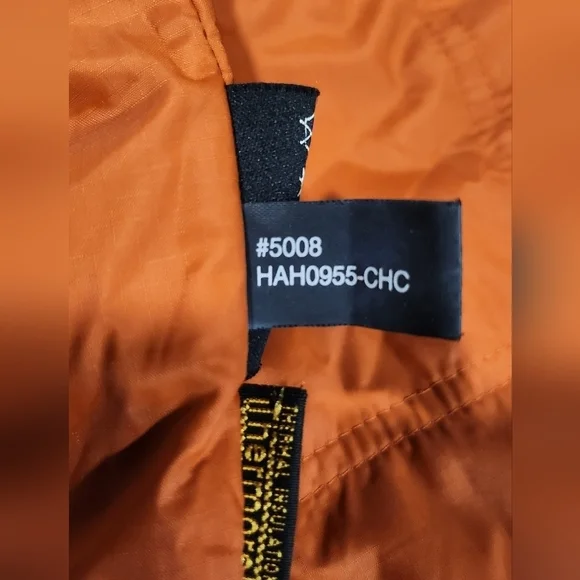 #5008
HAH0955-CHC
THERMAL INSULATION